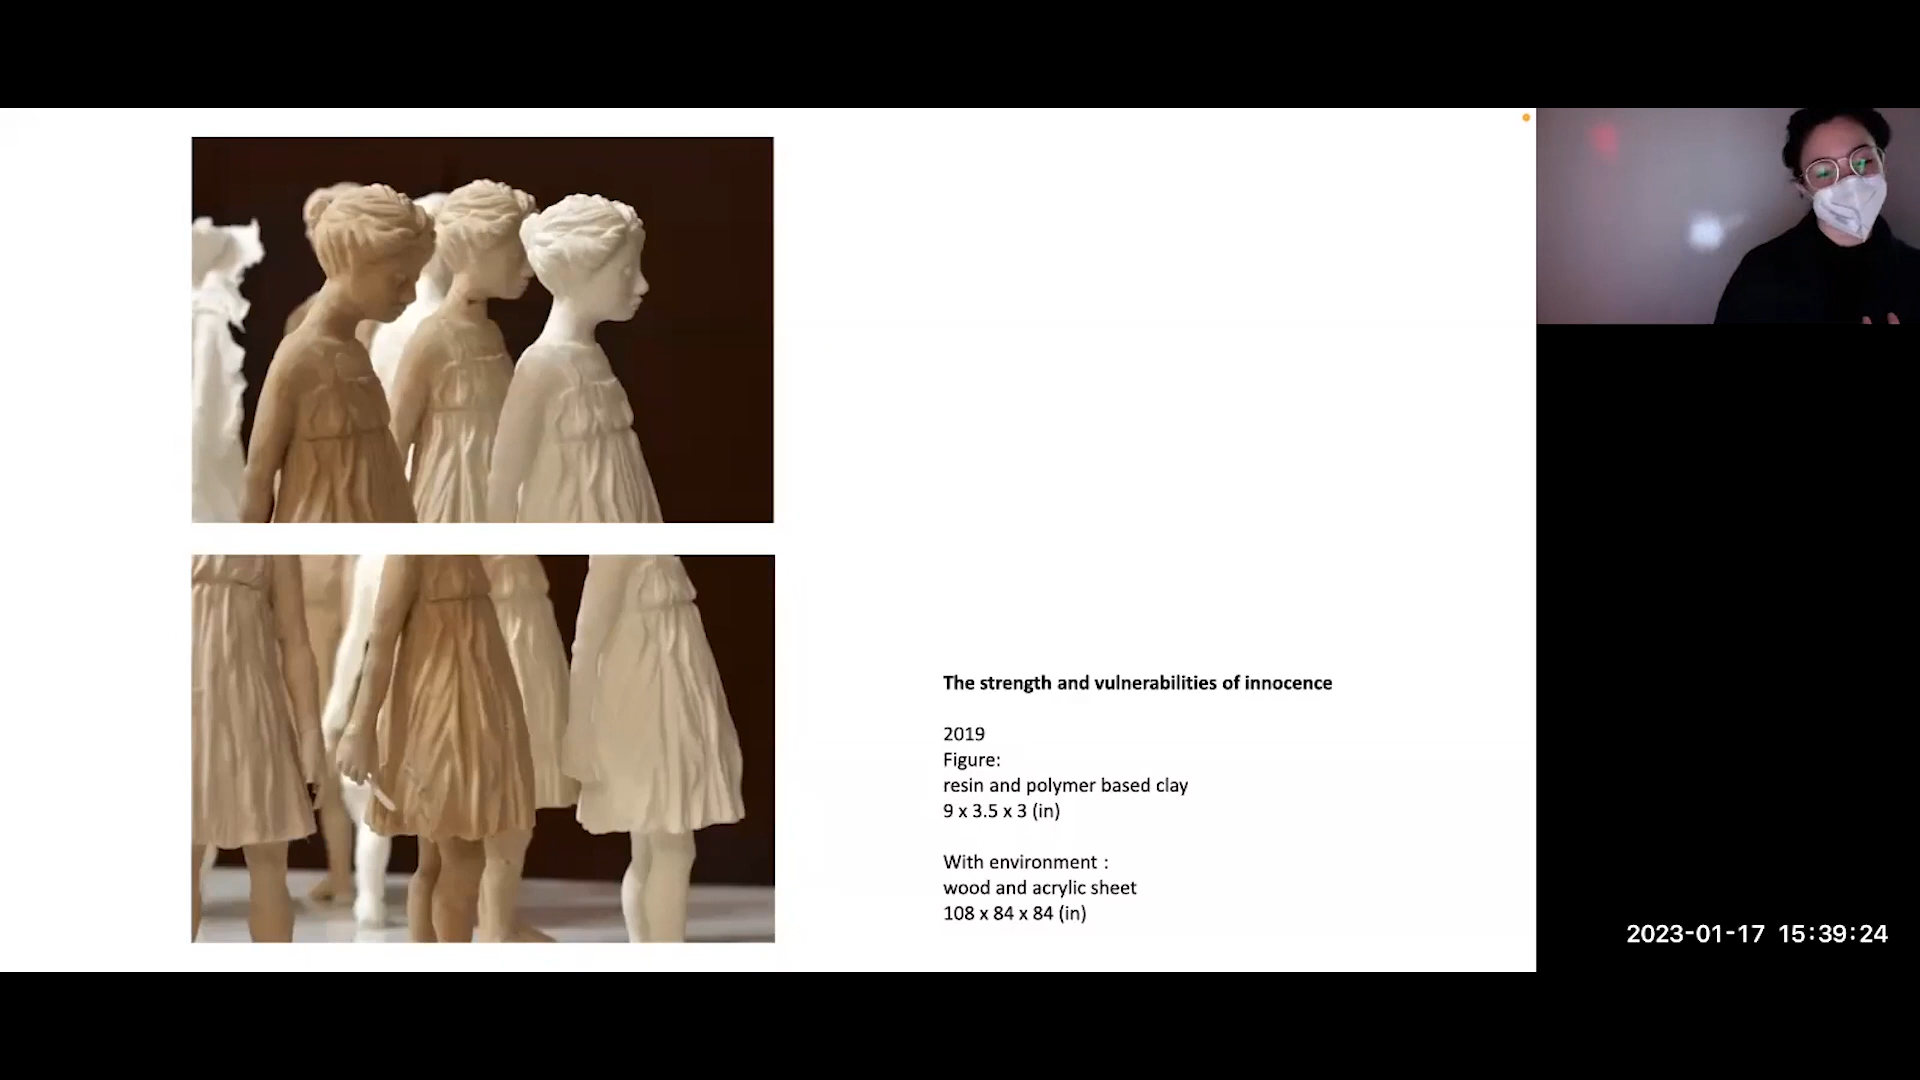 The strength and vulnerabilities of innocence
2019
Figure:
resin and polymer based clay
9 x 3.5 x 3 (in)
With environment :
wood and acrylic sheet
108 x 84 x 84 (in)
2023-01-17 15:39:24